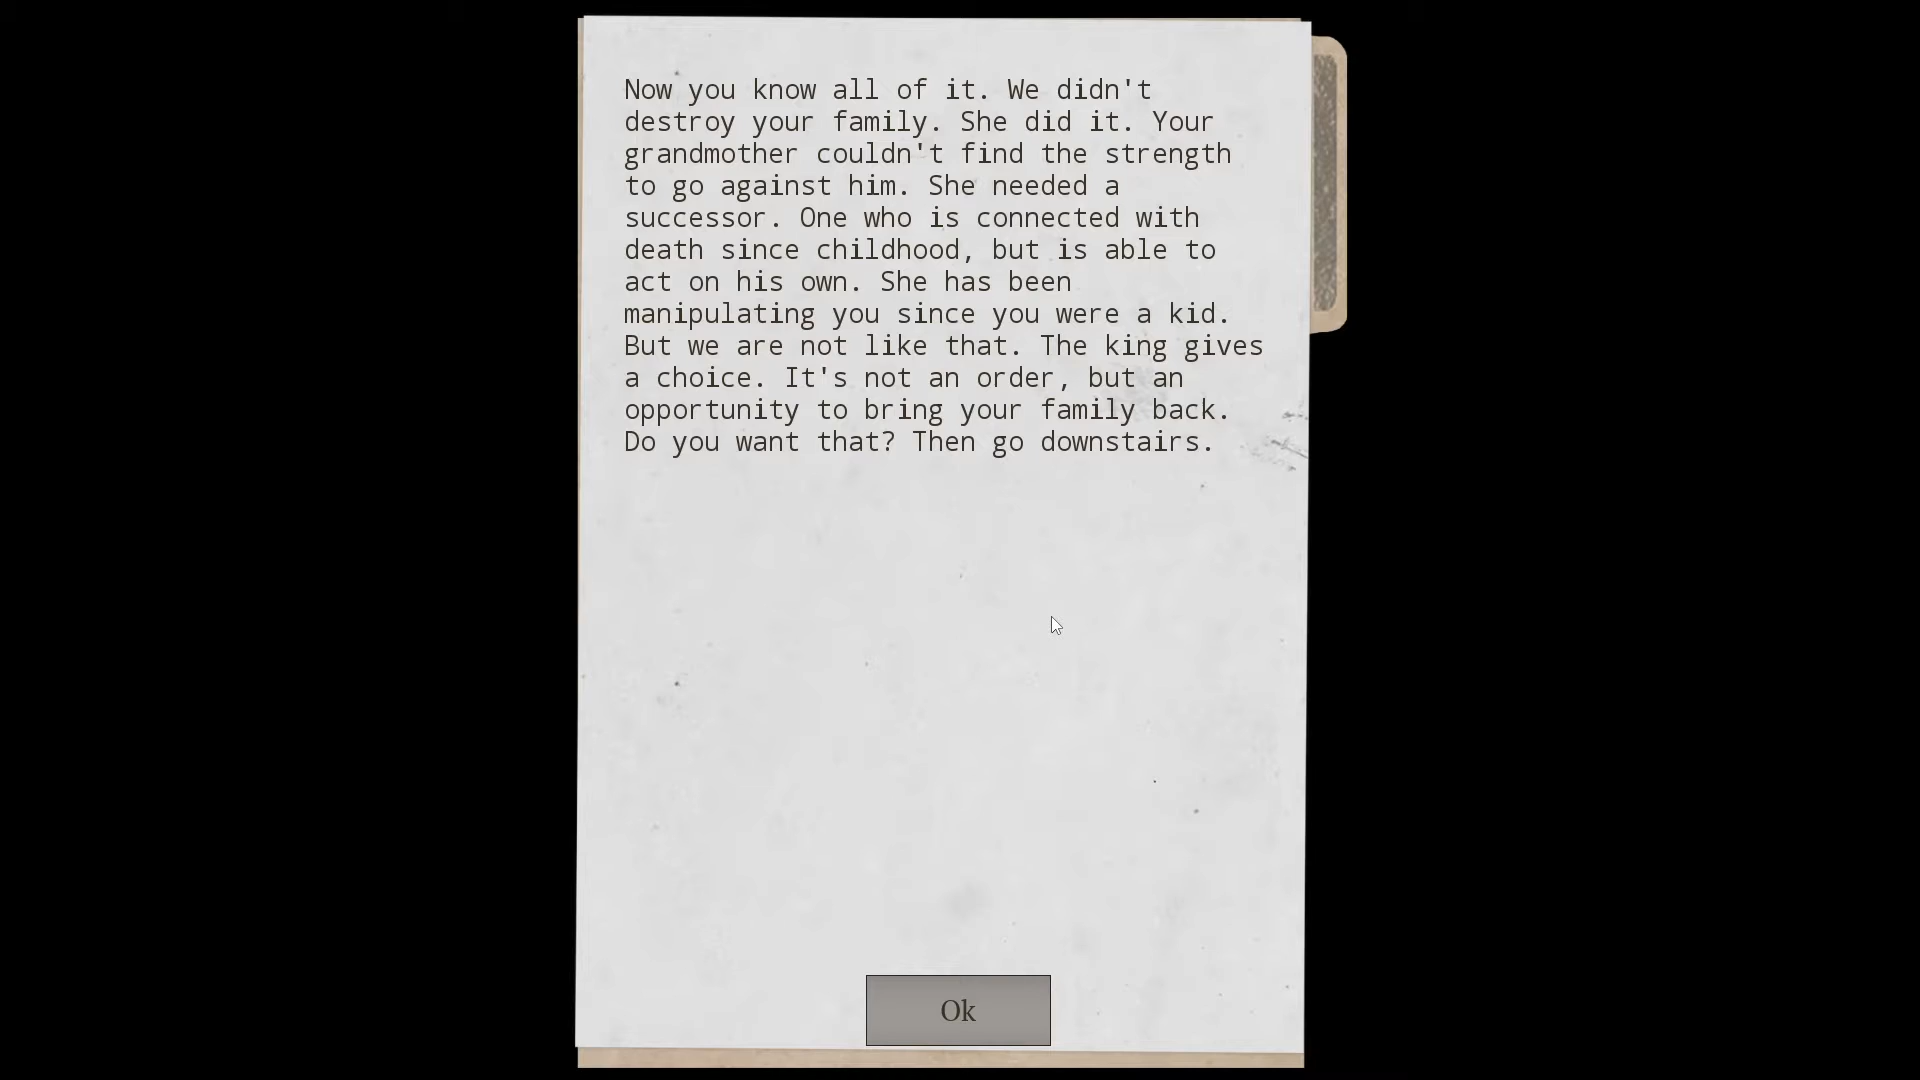 Now you know all of it. We didn't
destroy your family. She did it. Your
grandmother couldn't find the strength
to go against him. She needed a
successor. One who is connected with
death since childhood, but is able to
act on his own. She has been
manipulating you since you were a kid.
But we are not like that. The king gives
a choice. It's not an order, but an
opportunity to bring your family back.
Do you want that? Then go downstairs.
Ok